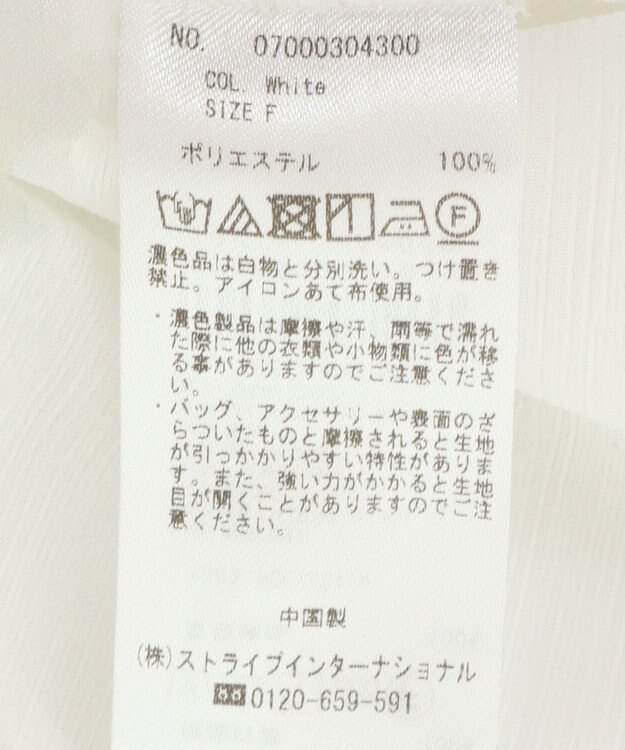 NO. 07000304300
COL. White
SIZE F
ポリエステル 100%
濃色品は白物と分別洗い。つけ置き
禁止。アイロンあて布使用。
・濃色製品は摩擦や汗、雨等で濡れ
た際に他の衣類や小物類に色が移
る事がありますのでご注意くださ
い。
・バッグ、アクセサリーや表面のざ
らついたものと摩擦されると生地
が引っかかりやすい特性がありま
す。また、強い力がかかると生地
目が開くことがありますのでご注
意ください。
中国製
(株)ストライプインターナショナル
0120-659-591